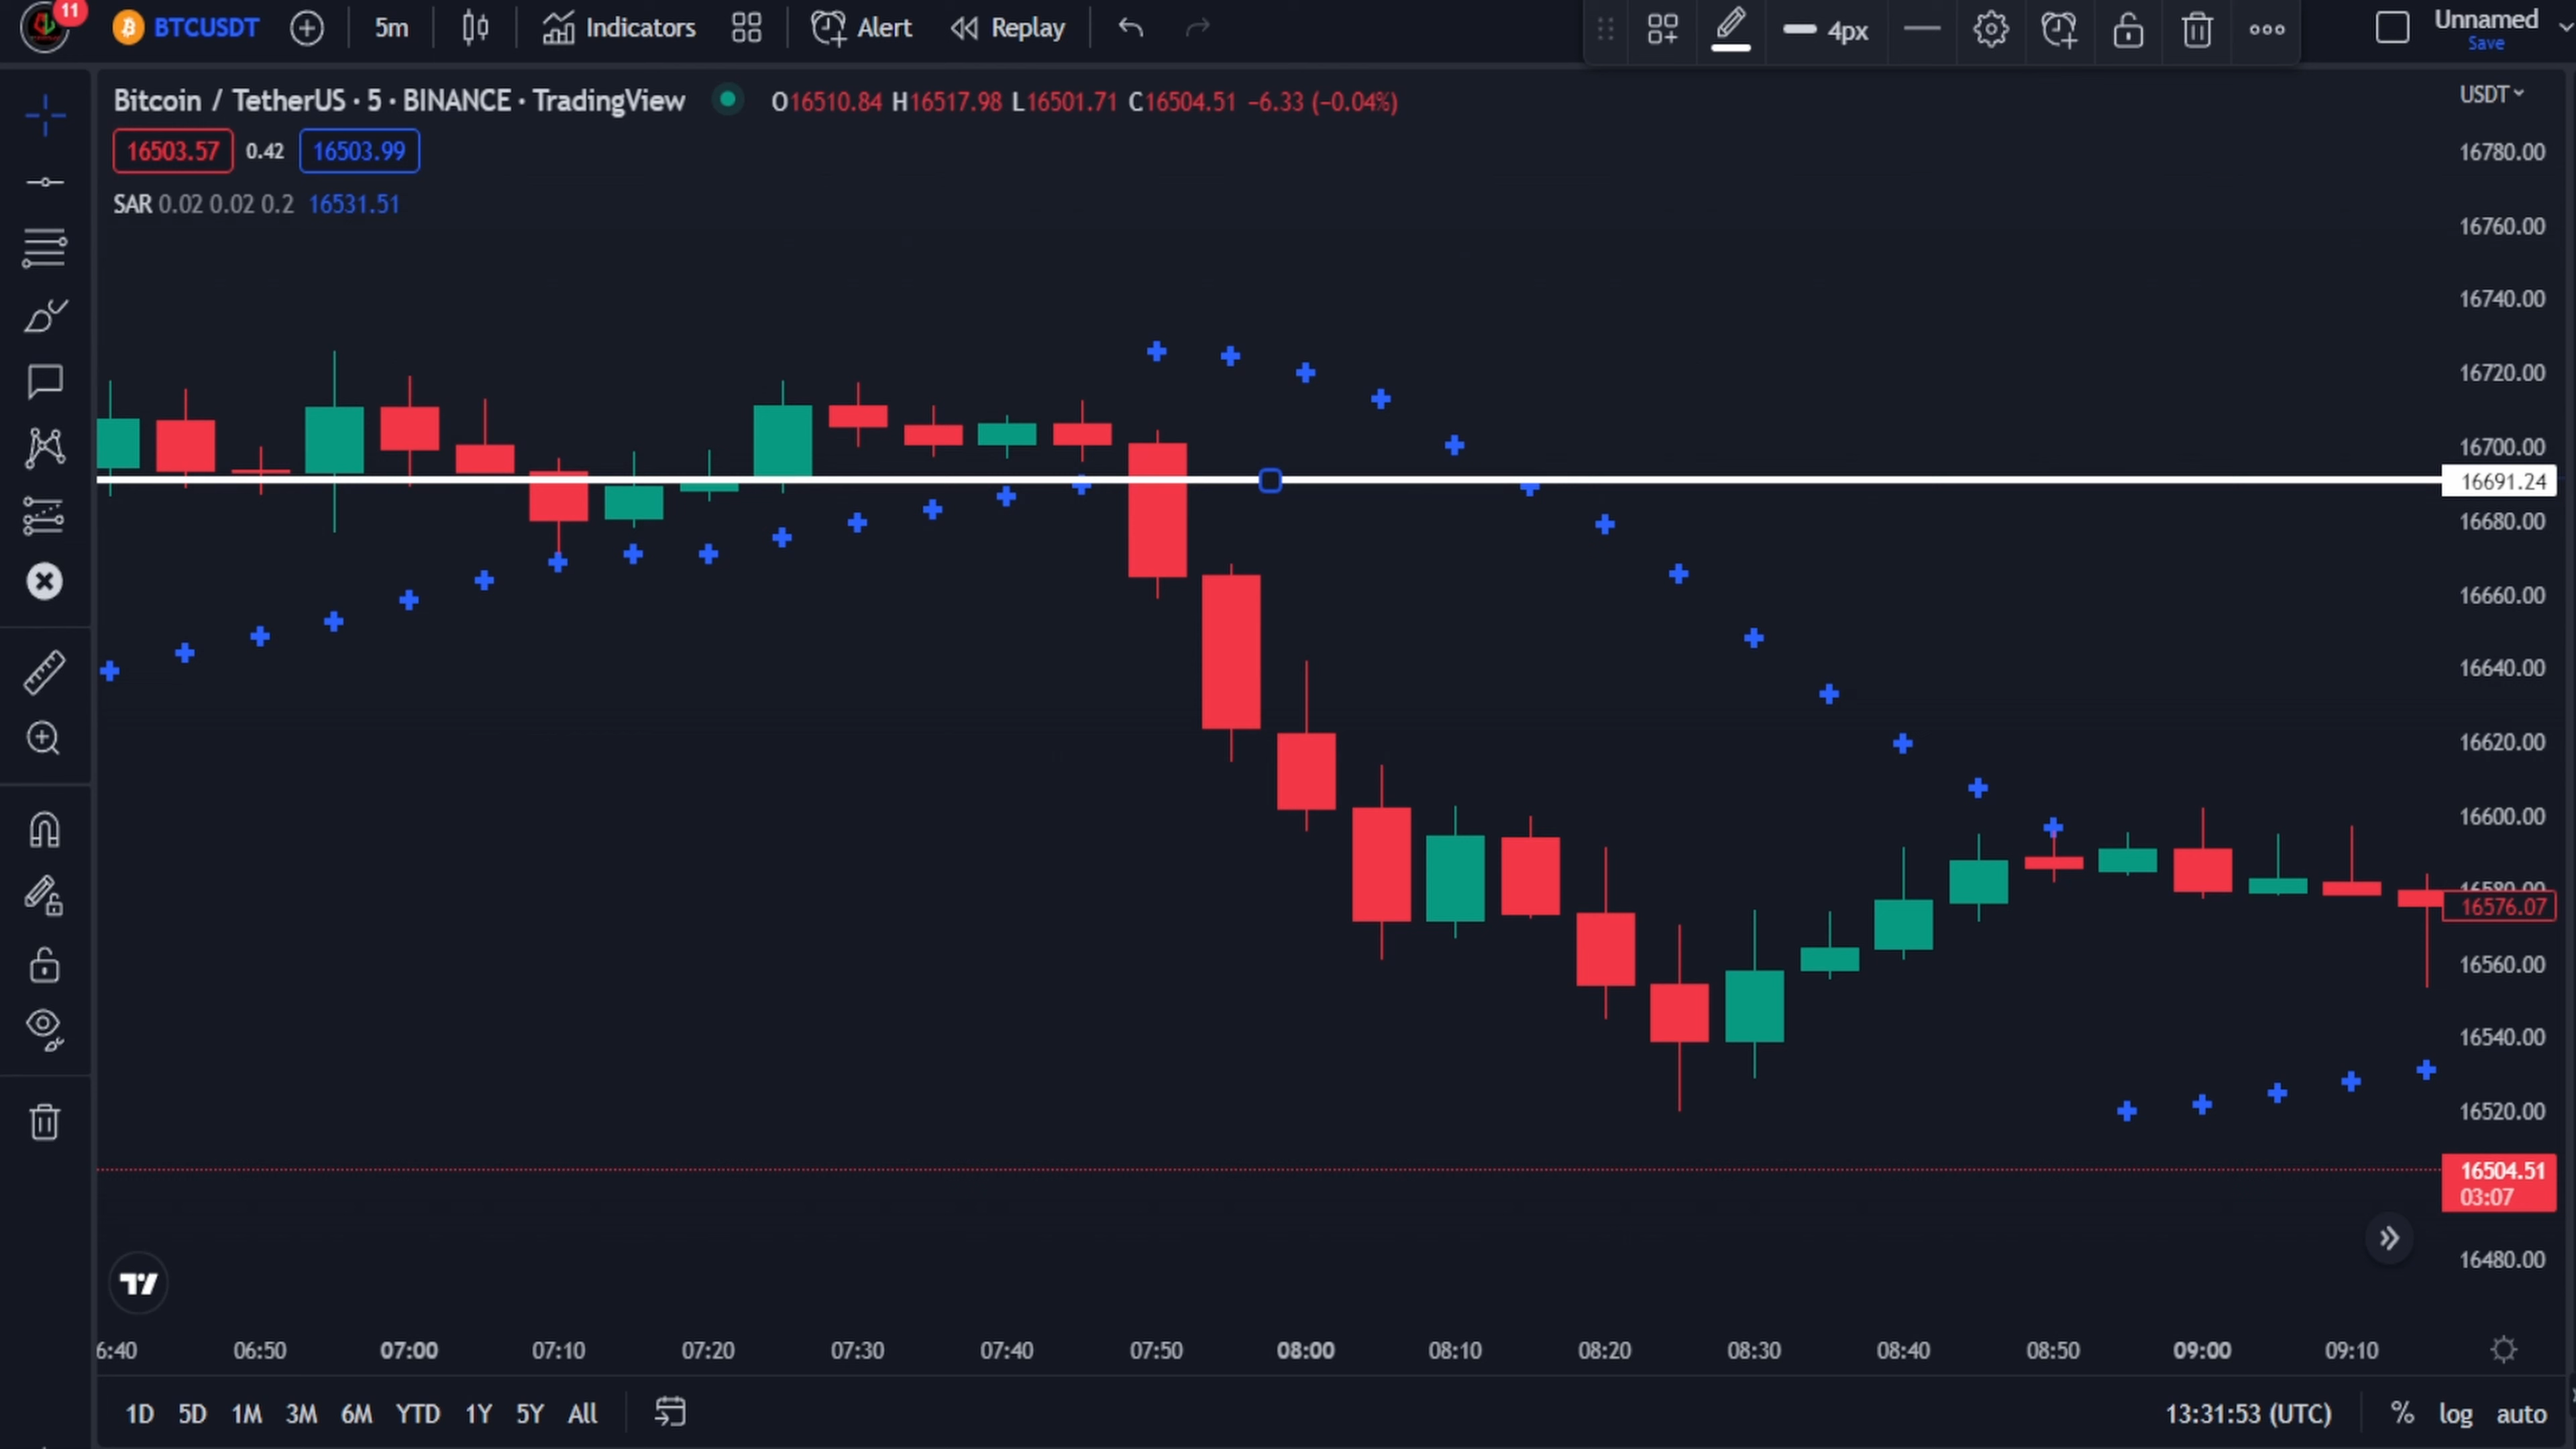 11
BTCUSDT
5m
Indicators
Alert
Replay
4px
Unnamed
Save
Bitcoin / TetherUS · 5 · BINANCE · TradingView
O16510.84 H16517.98 L16501.71 C16504.51 −6.33 (−0.04%)
16503.57 0.42 16503.99
SAR 0.02 0.02 0.2 16531.51
USDT
16780.00
16760.00
16740.00
16720.00
16700.00
16691.24
16680.00
16660.00
16640.00
16620.00
16600.00
16580.00
16576.07
16560.00
16540.00
16520.00
16504.51
03:07
16480.00
6:40 06:50 07:00 07:10 07:20 07:30 07:40 07:50 08:00 08:10 08:20 08:30 08:40 08:50 09:00 09:10
1D 5D 1M 3M 6M YTD 1Y 5Y All
13:31:53 (UTC) % log auto